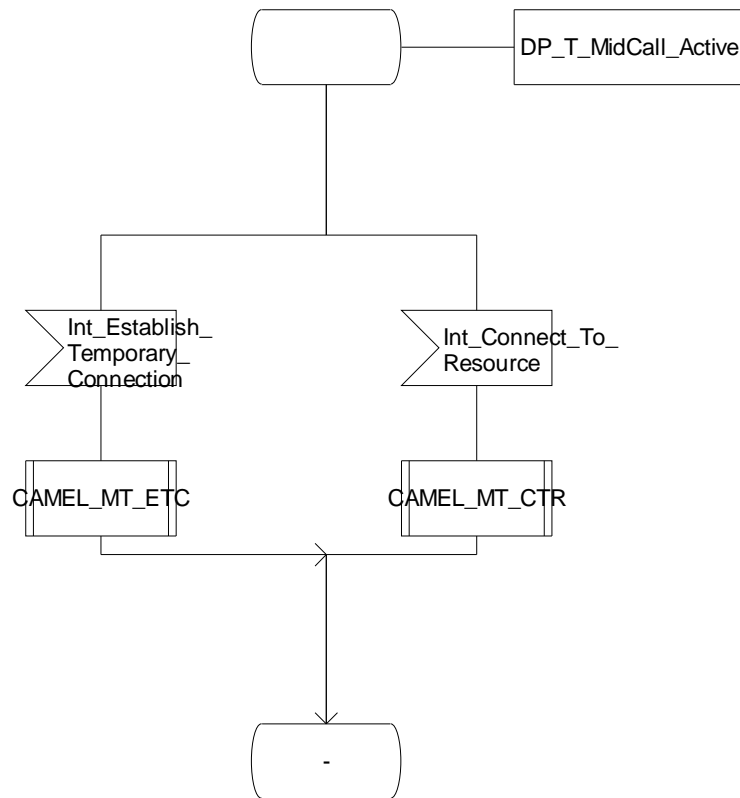 DP_T_MidCall_Active
Int_Establish_
Temporary_
Connection
Int_Connect_To_
Resource
CAMEL_MT_ETC
CAMEL_MT_CTR
-